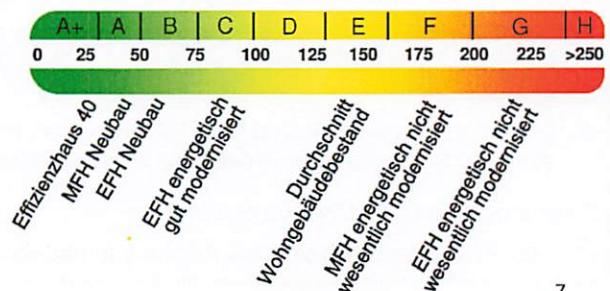 A+ A B C D E F G H
0 25 50 75 100 125 150 175 200 225 >250
Effizienzhaus 40
MFH Neubau
EFH Neubau
EFH energetisch
gut modernisiert
Durchschnitt
Wohngebäudebestand
MFH energetisch nicht
wesentlich modernisiert
EFH energetisch nicht
wesentlich modernisiert
7